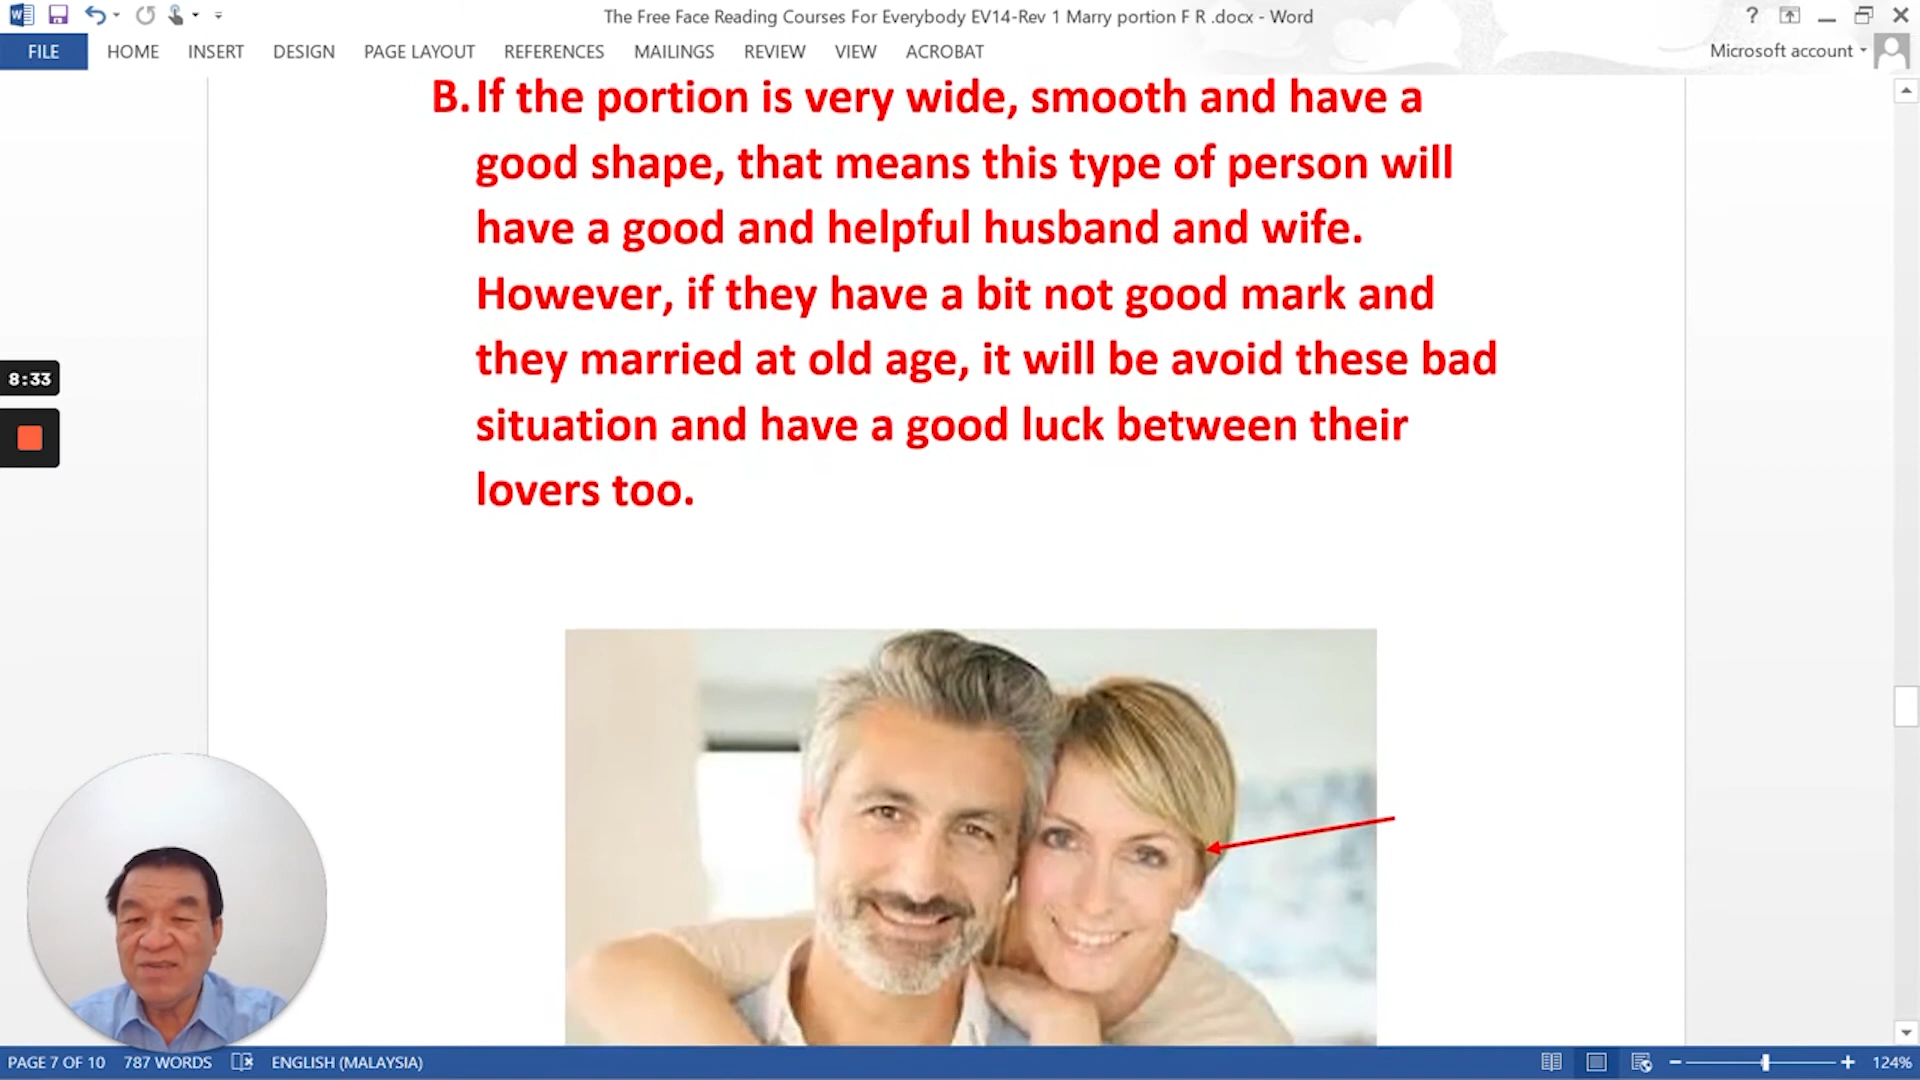 The Free Face Reading Courses For Everybody EV14-Rev 1 Marry portion F R .docx - Word
?
FILE HOME INSERT DESIGN PAGE LAYOUT REFERENCES MAILINGS REVIEW VIEW ACROBAT Microsoft account
B. If the portion is very wide, smooth and have a
good shape, that means this type of person will
have a good and helpful husband and wife.
However, if they have a bit not good mark and
they married at old age, it will be avoid these bad
situation and have a good luck between their
lovers too.
8:33
PAGE 7 OF 10 787 WORDS ENGLISH (MALAYSIA) 124%